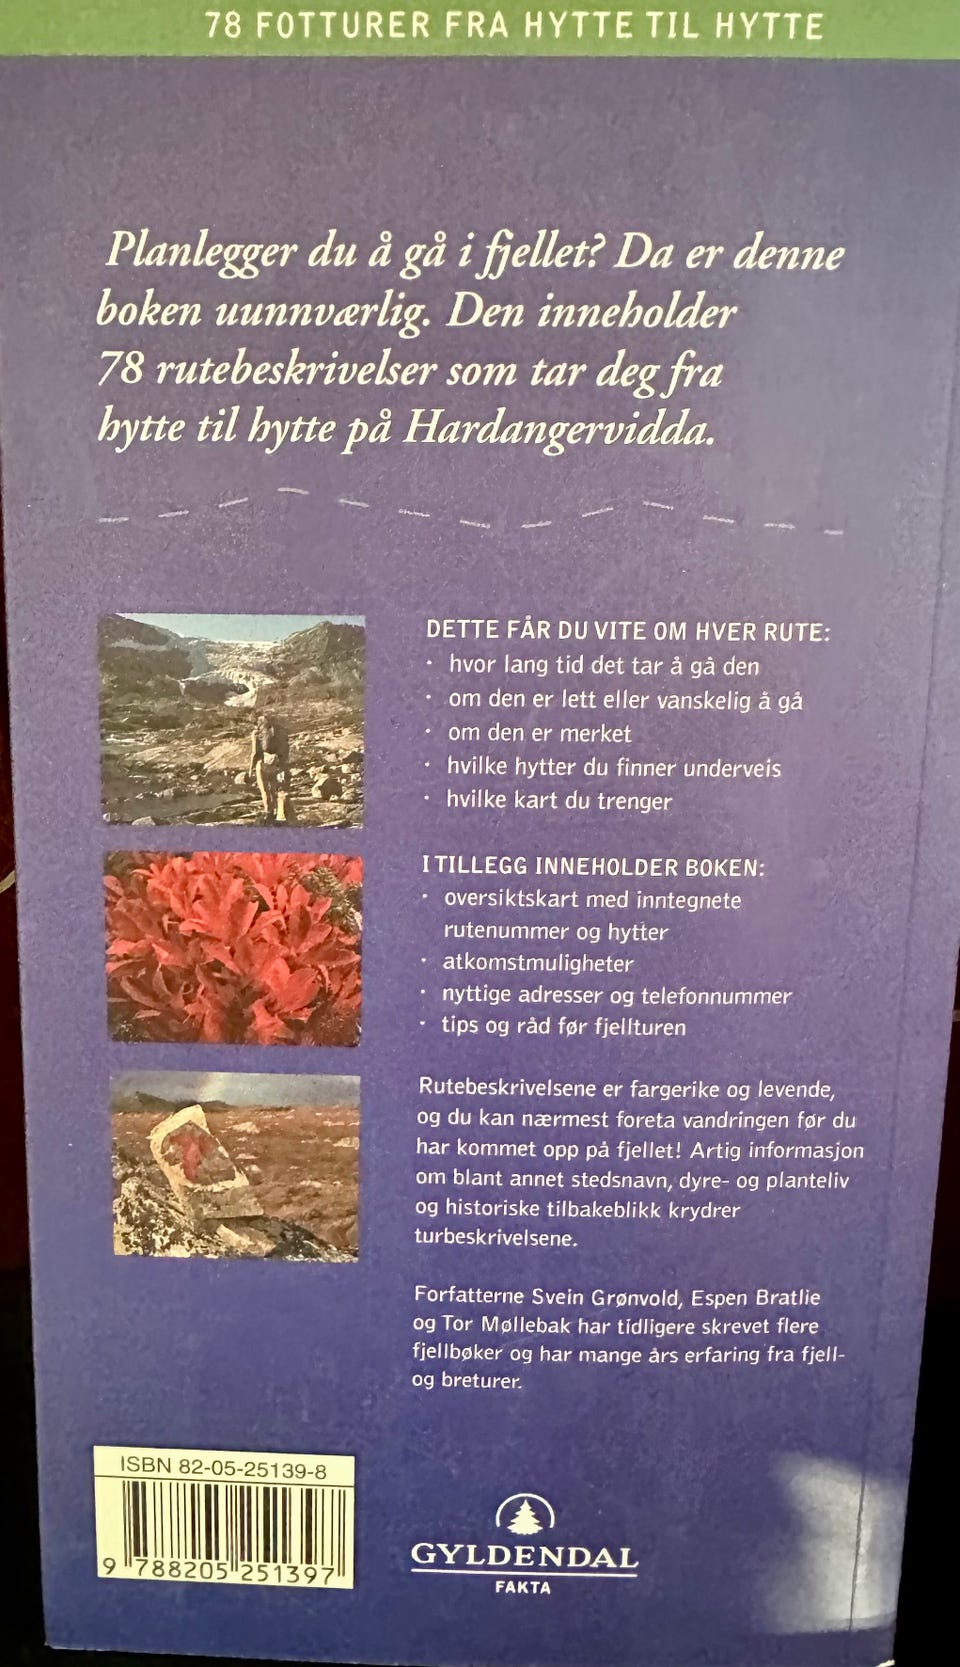 78 FOTTURER FRA HYTTE TIL HYTTE
Planlegger du å gå i fjellet? Da er denne
boken uunnværlig. Den inneholder
78 rutebeskrivelser som tar deg fra
hytte til hytte på Hardangervidda.
DETTE FÅR DU VITE OM HVER RUTE:
· hvor lang tid det tar å gå den
· om den er lett eller vanskelig å gå
· om den er merket
· hvilke hytter du finner underveis
· hvilke kart du trenger
I TILLEGG INNEHOLDER BOKEN:
· oversiktskart med inntegnete
rutenummer og hytter
· atkomstmuligheter
· nyttige adresser og telefonnummer
· tips og råd før fjellturen
Rutebeskrivelsene er fargerike og levende,
og du kan nærmest foreta vandringen før du
har kommet opp på fjellet! Artig informasjon
om blant annet stedsnavn, dyre- og planteliv
og historiske tilbakeblikk krydrer
turbeskrivelsene.
Forfatterne Svein Grønvold, Espen Bratlie
og Tor Møllebak har tidligere skrevet flere
fjellbøker og har mange års erfaring fra fjell-
og breturer.
ISBN 82-05-25139-8
9 788205 251397
GYLDENDAL
FAKTA